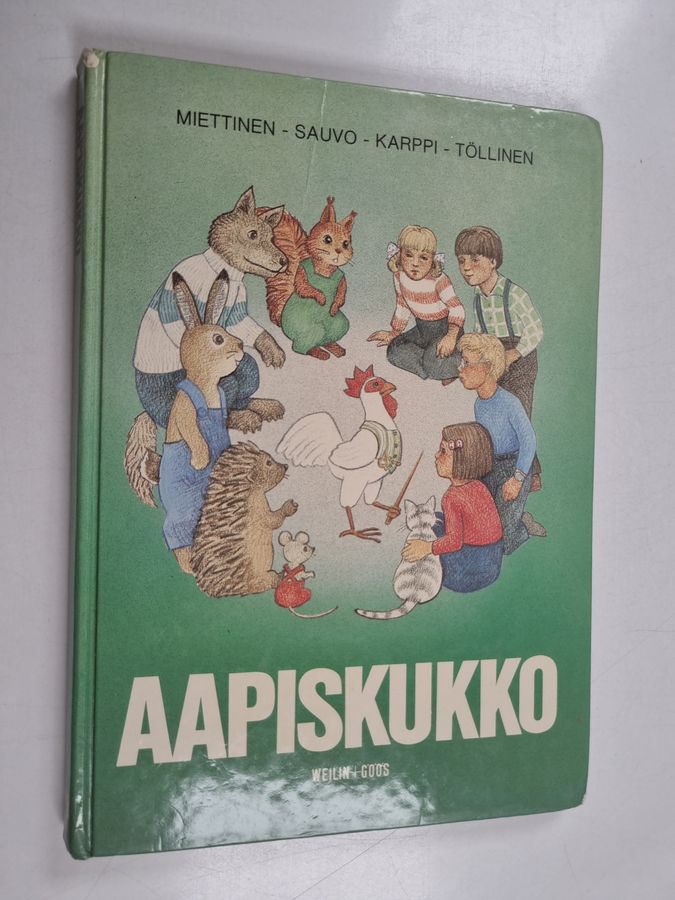 MIETTINEN - SAUVO - KARPPI - TÖLLINEN
AAPISKUKKO
WEILIN+GÖÖS